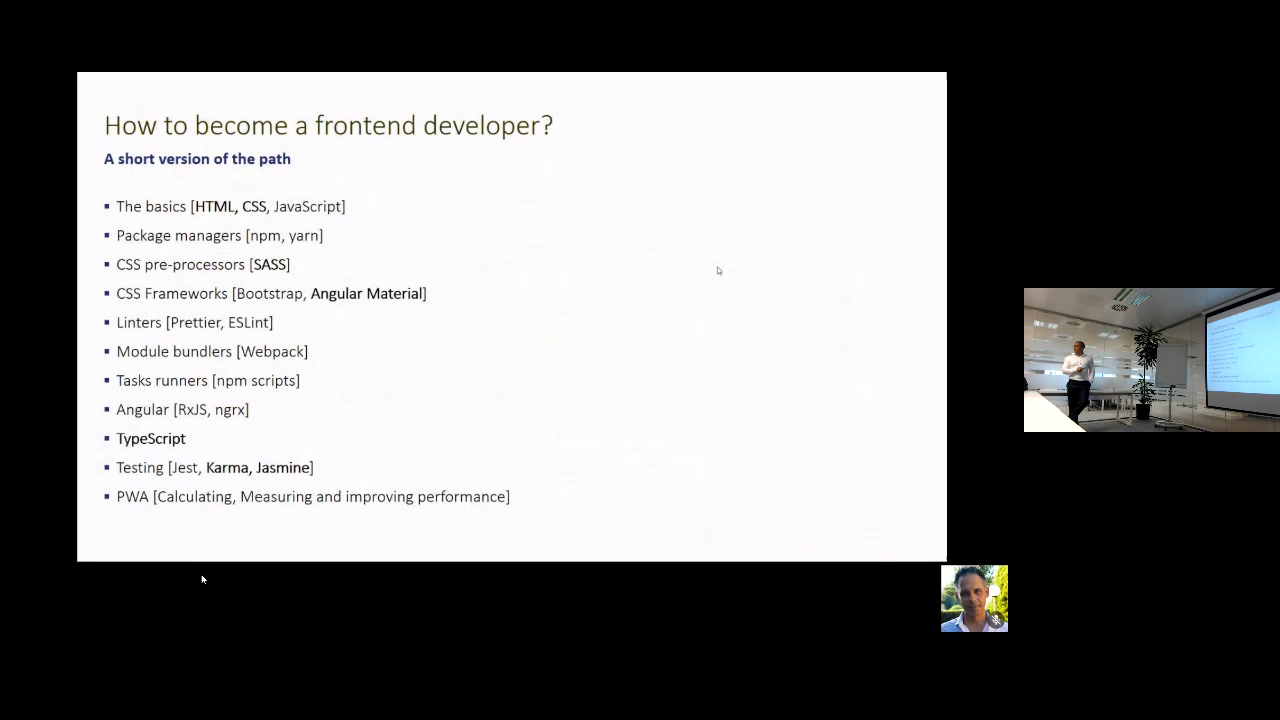 How to become a frontend developer?
A short version of the path
▪ The basics [HTML, CSS, JavaScript]
▪ Package managers [npm, yarn]
▪ CSS pre-processors [SASS]
▪ CSS Frameworks [Bootstrap, Angular Material]
▪ Linters [Prettier, ESLint]
▪ Module bundlers [Webpack]
▪ Tasks runners [npm scripts]
▪ Angular [RxJS, ngrx]
▪ TypeScript
▪ Testing [Jest, Karma, Jasmine]
▪ PWA [Calculating, Measuring and improving performance]